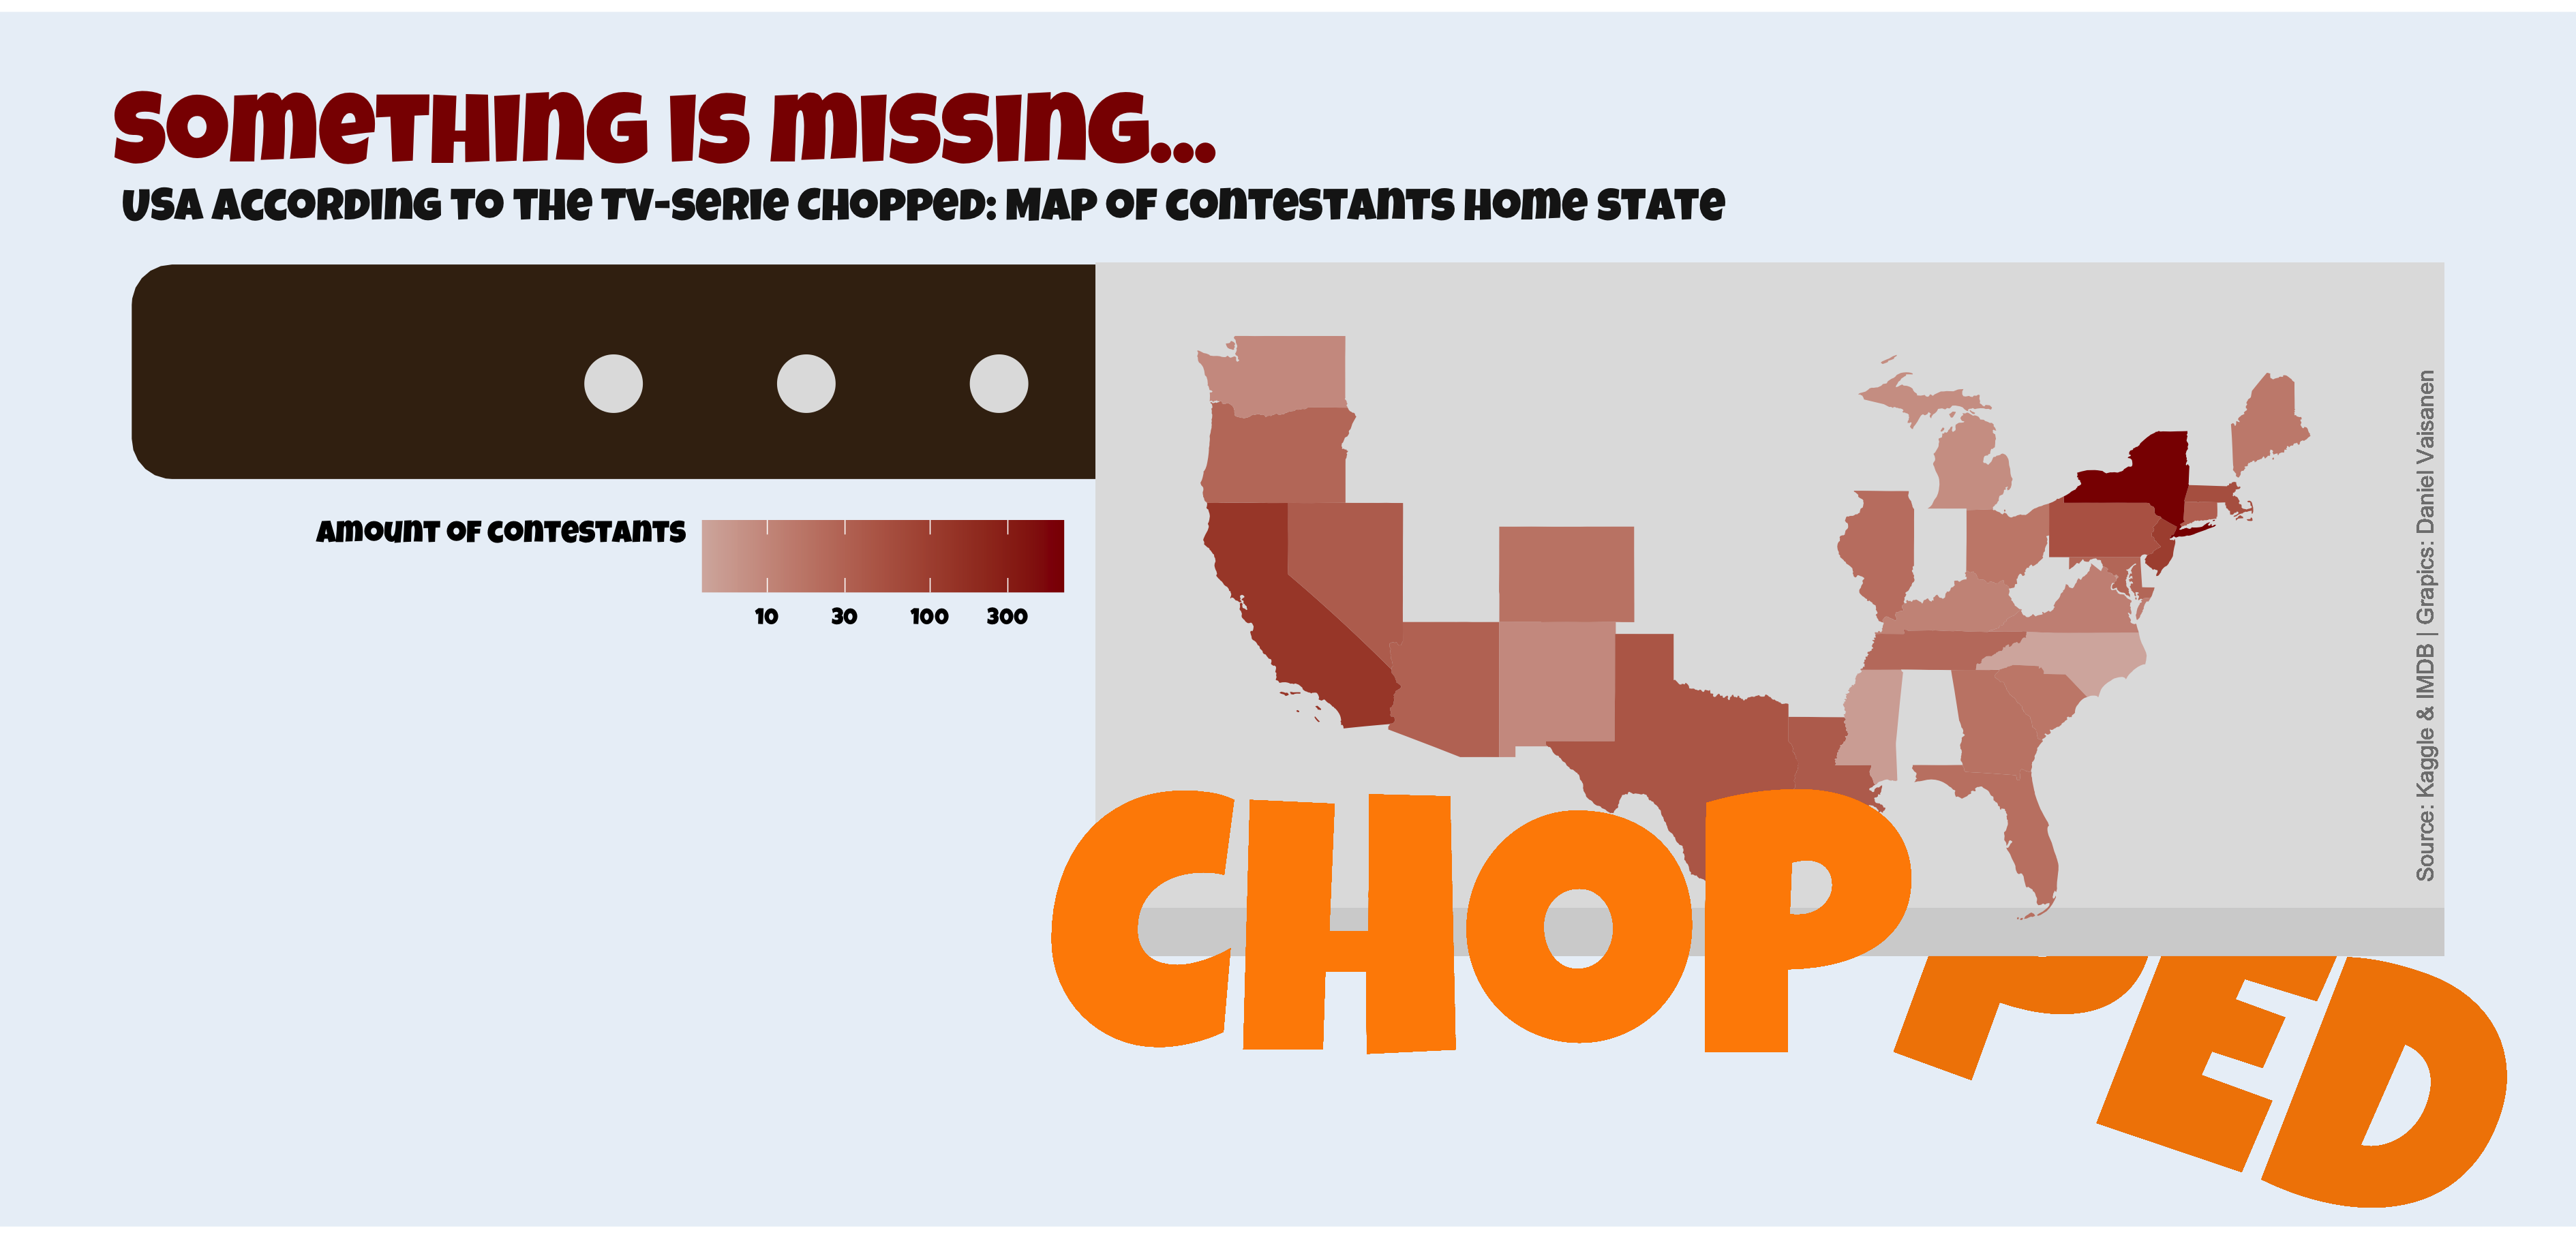 SOMETHING IS MISSING...
USA ACCORDING TO THE TV-SERIE CHOPPED: MAP OF CONTESTANTS HOME STATE
AMOUNT OF CONTESTANTS
10 30 100 300
Source: Kaggle & IMDB | Grapics: Daniel Vaisanen
CHOPPED